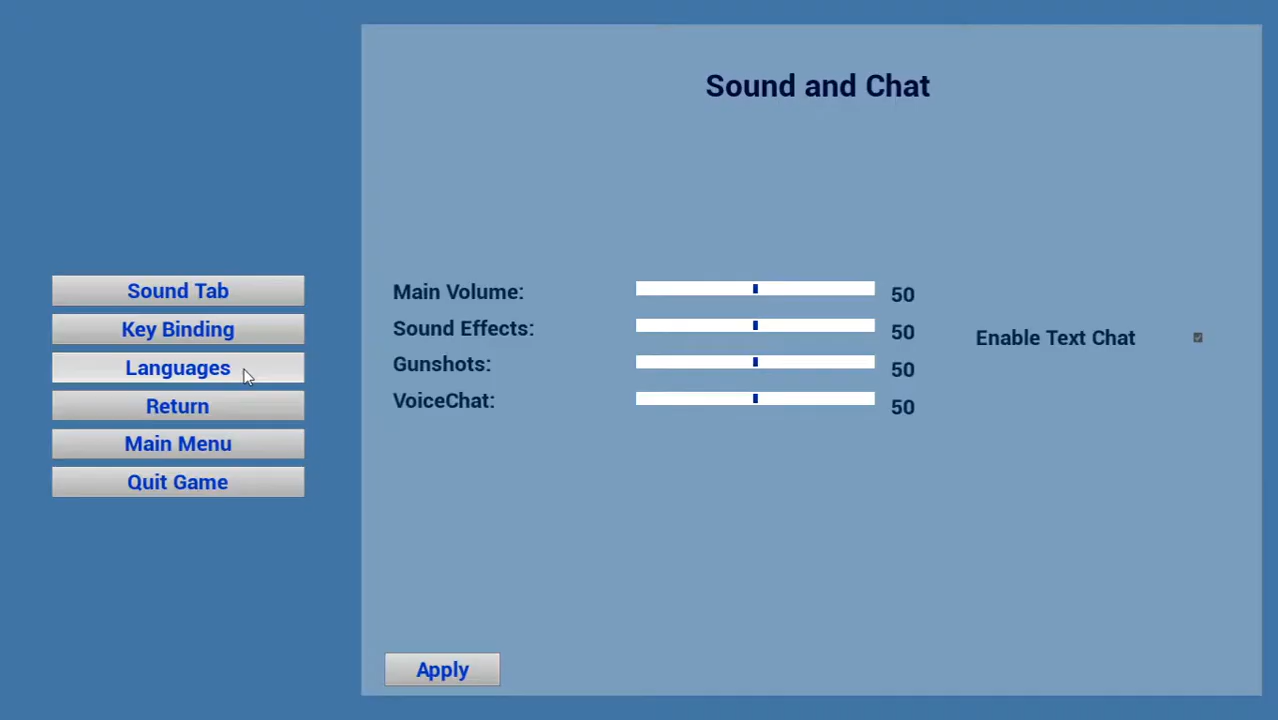 Sound and Chat
Sound Tab
Key Binding
Languages
Return
Main Menu
Quit Game
Main Volume: 50
Sound Effects: 50
Gunshots: 50
VoiceChat: 50
Enable Text Chat
Apply